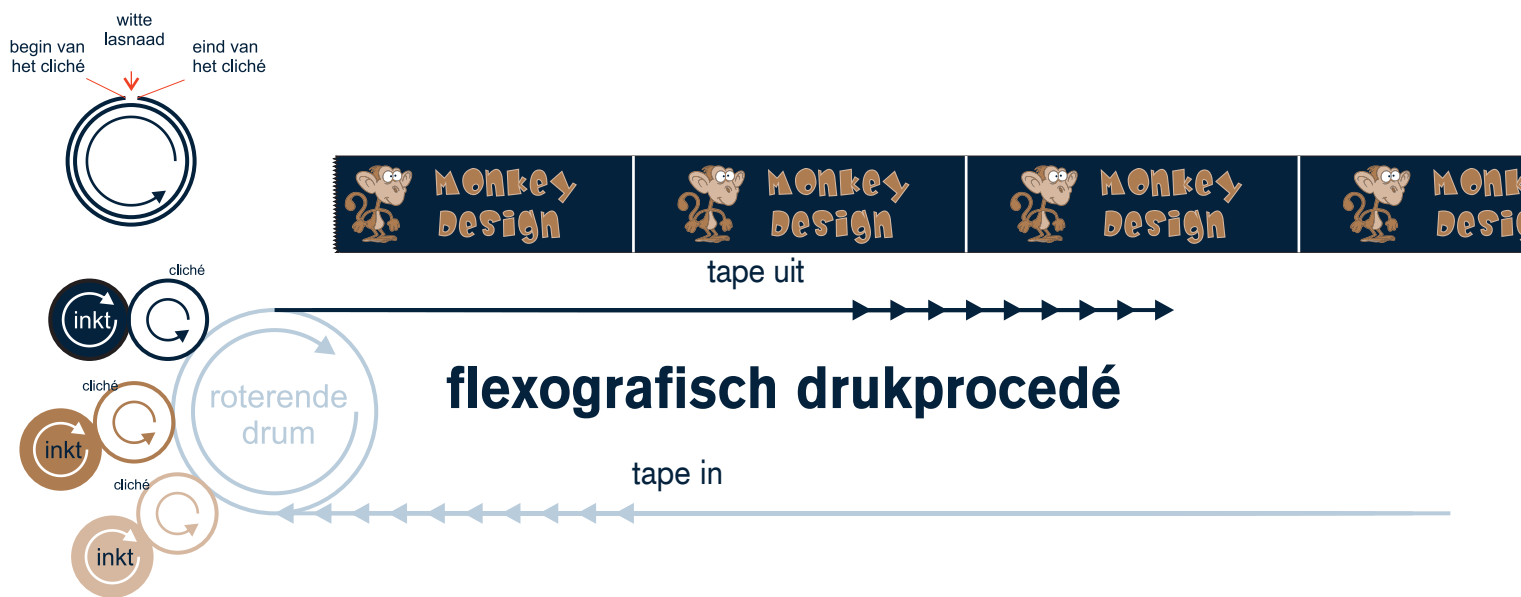 witte
lasnaad
begin van
het cliché
eind van
het cliché
MONKEY
DESIGN
MONKEY
DESIGN
MONKEY
DESIGN
MONK
DESIG
tape uit
cliché
inkt
cliché
inkt
cliché
inkt
roterende
drum
flexografisch drukprocedé
tape in